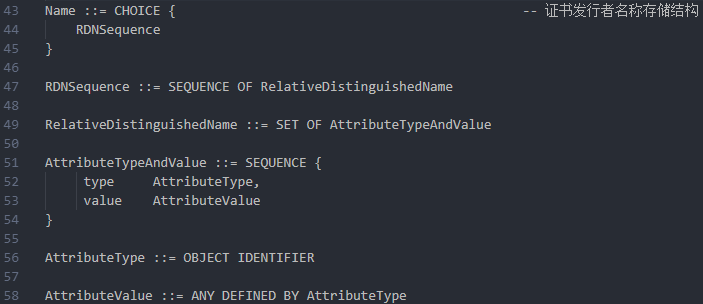 43 Name ::= CHOICE { -- 证书发行者名称存储结构
44 RDNSequence
45 }
46
47 RDNSequence ::= SEQUENCE OF RelativeDistinguishedName
48
49 RelativeDistinguishedName ::= SET OF AttributeTypeAndValue
50
51 AttributeTypeAndValue ::= SEQUENCE {
52 type AttributeType,
53 value AttributeValue
54 }
55
56 AttributeType ::= OBJECT IDENTIFIER
57
58 AttributeValue ::= ANY DEFINED BY AttributeType